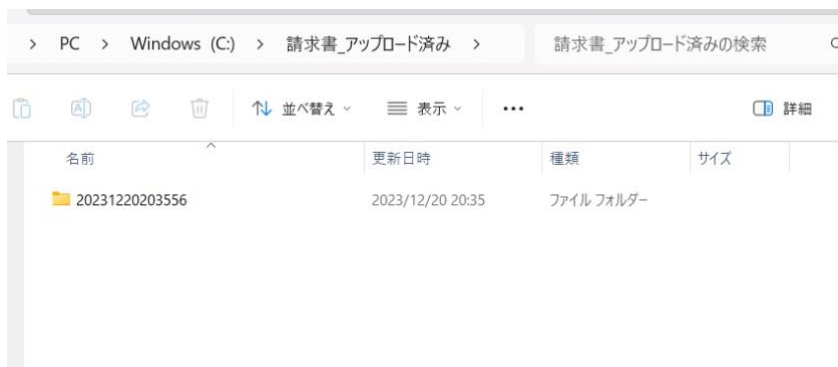 > PC > Windows (C:) > 請求書_アップロード済み > 請求書_アップロード済みの検索
並べ替え 表示 ••• 詳細
名前 更新日時 種類 サイズ
20231220203556 2023/12/20 20:35 ファイル フォルダー